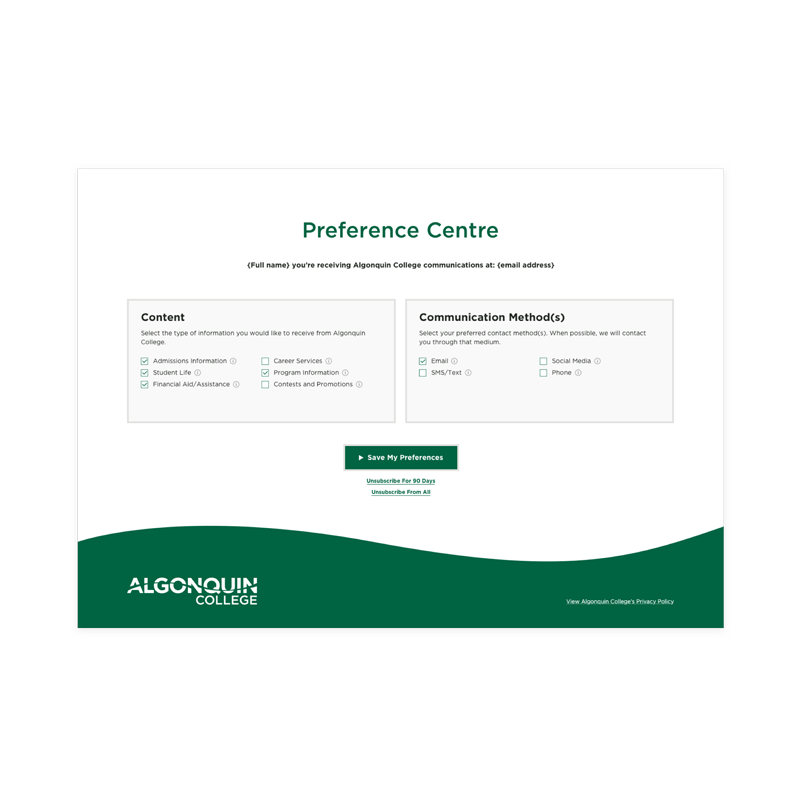 Preference Centre
{Full name} you're receiving Algonquin College communications at: {email address}
Content
Select the type of information you would like to receive from Algonquin
College.
Admissions Information
Career Services
Student Life
Program Information
Financial Aid/Assistance
Contests and Promotions
Communication Method(s)
Select your preferred contact method(s). When possible, we will contact
you through that medium.
Email
Social Media
SMS/Text
Phone
Save My Preferences
Unsubscribe For 90 Days
Unsubscribe From All
ALGONQUIN
COLLEGE
View Algonquin College's Privacy Policy